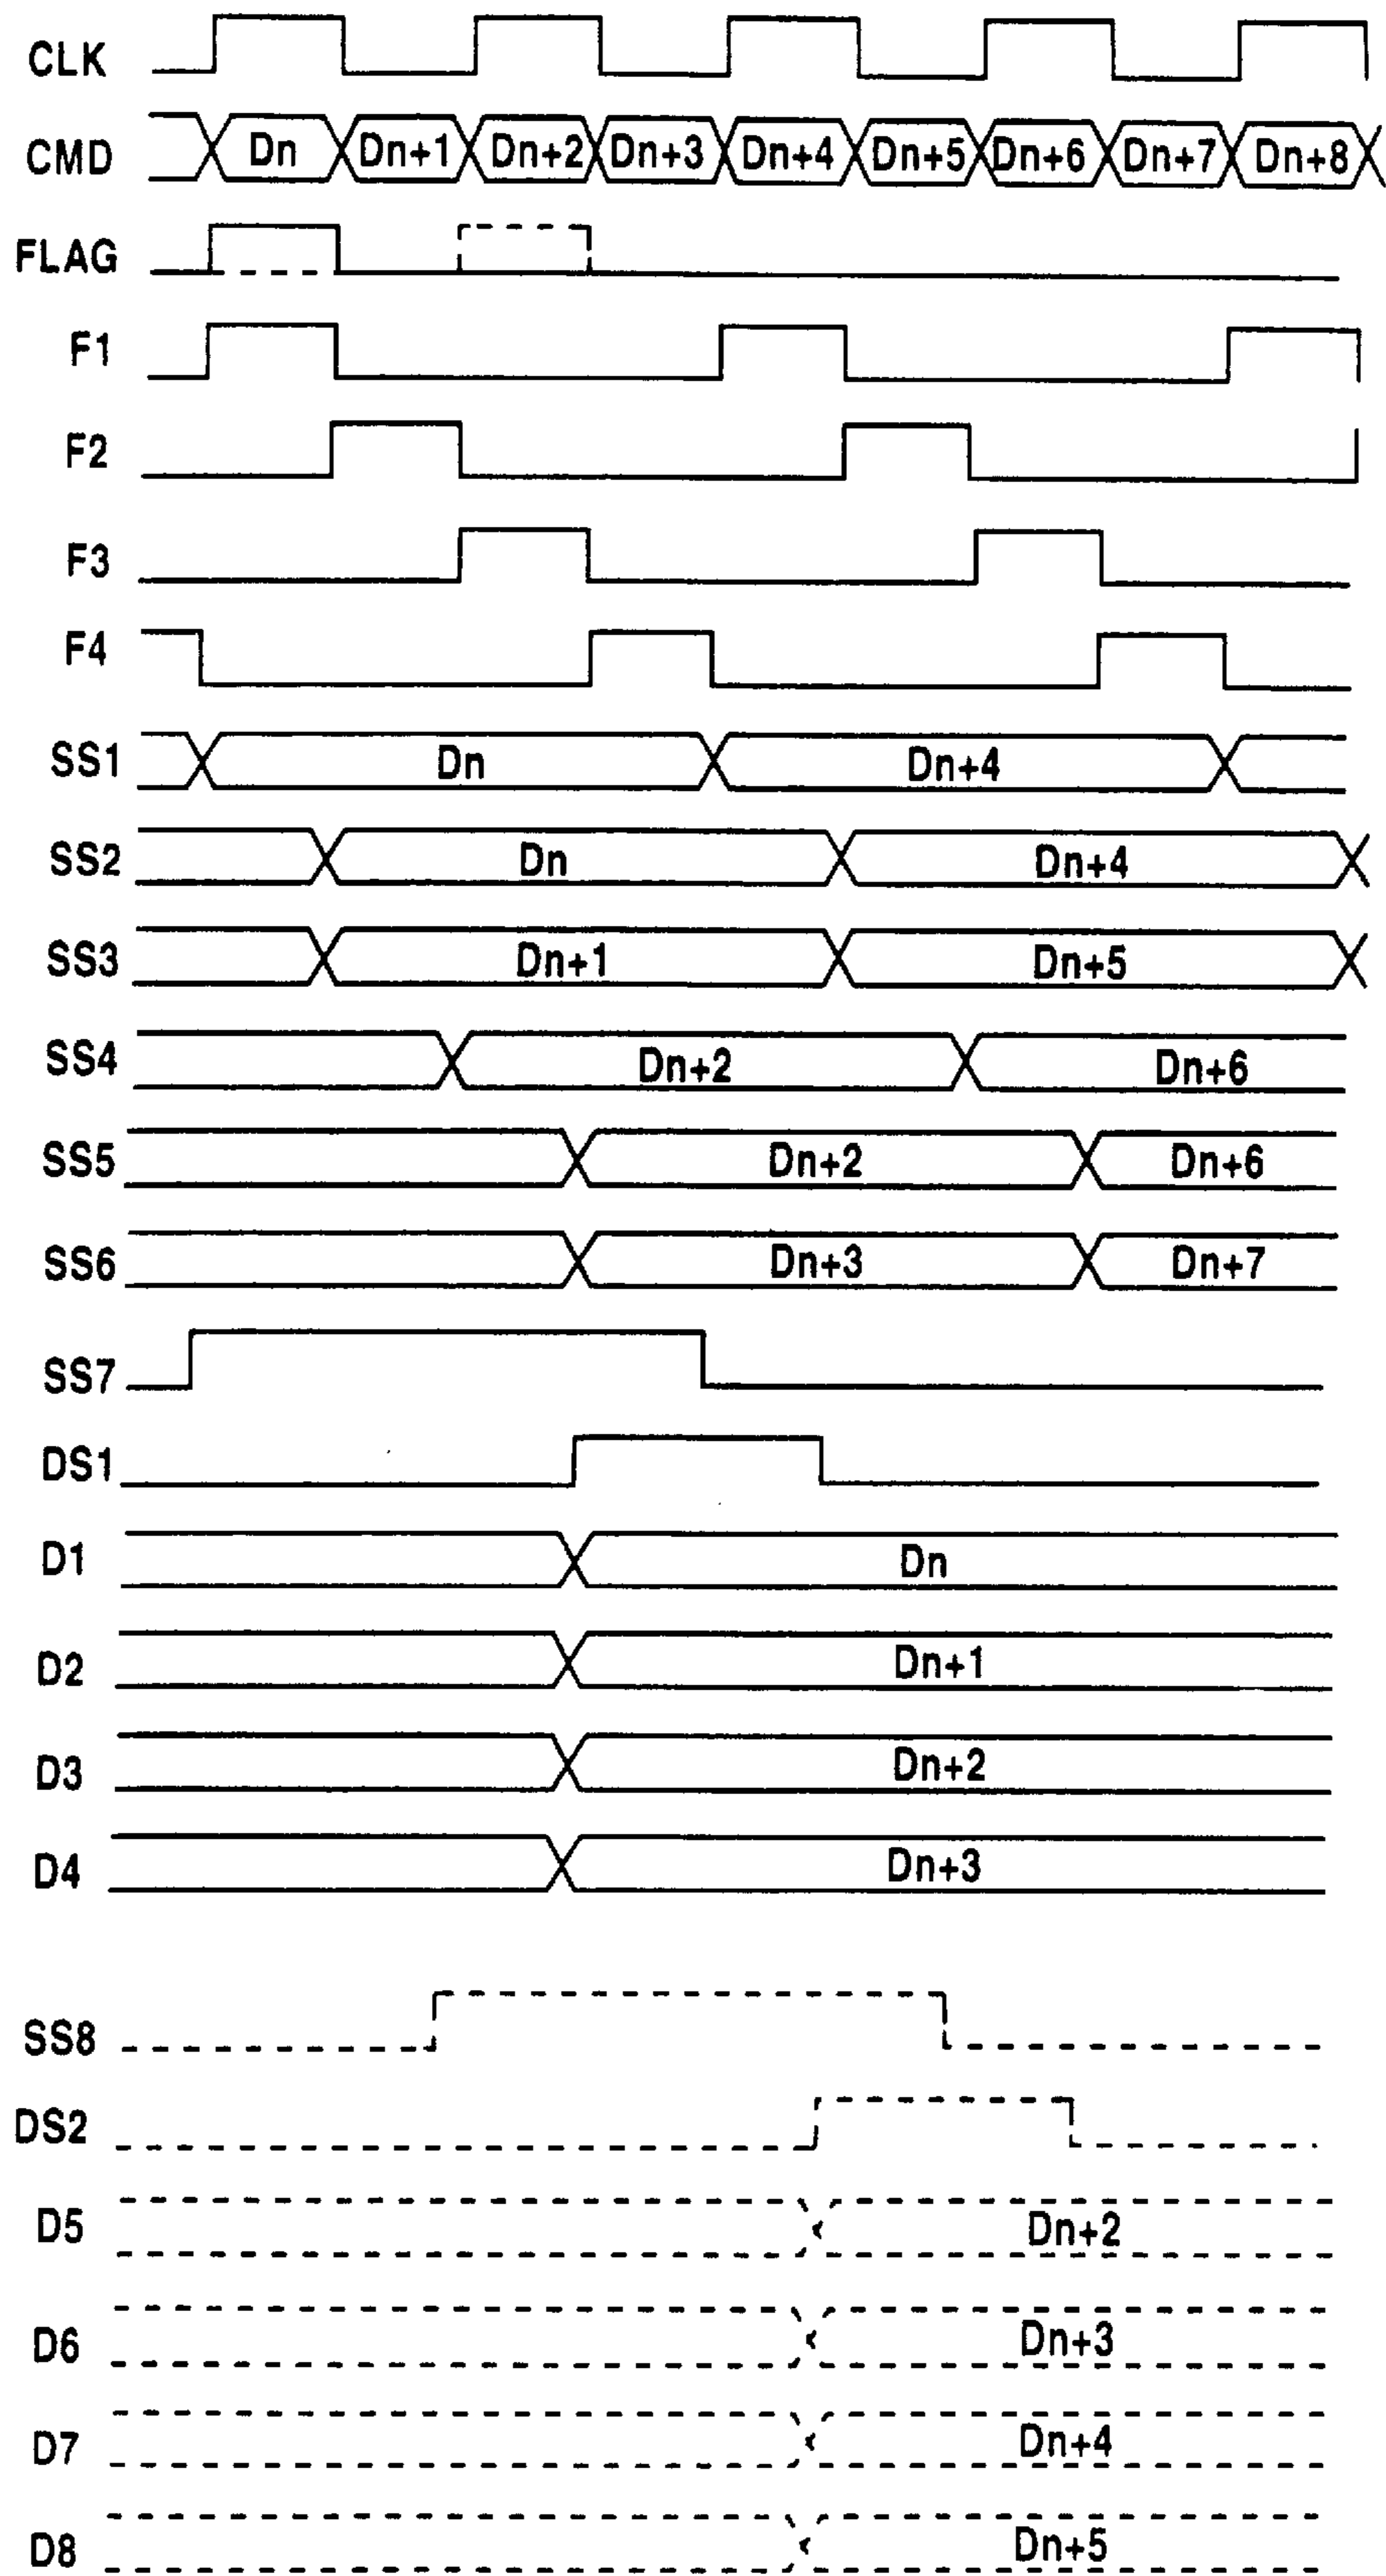 CLK
CMD Dn Dn+1 Dn+2 Dn+3 Dn+4 Dn+5 Dn+6 Dn+7 Dn+8
FLAG
F1
F2
F3
F4
SS1 Dn Dn+4
SS2 Dn Dn+4
SS3 Dn+1 Dn+5
SS4 Dn+2 Dn+6
SS5 Dn+2 Dn+6
SS6 Dn+3 Dn+7
SS7
DS1
D1 Dn
D2 Dn+1
D3 Dn+2
D4 Dn+3
SS8
DS2
D5 Dn+2
D6 Dn+3
D7 Dn+4
D8 Dn+5